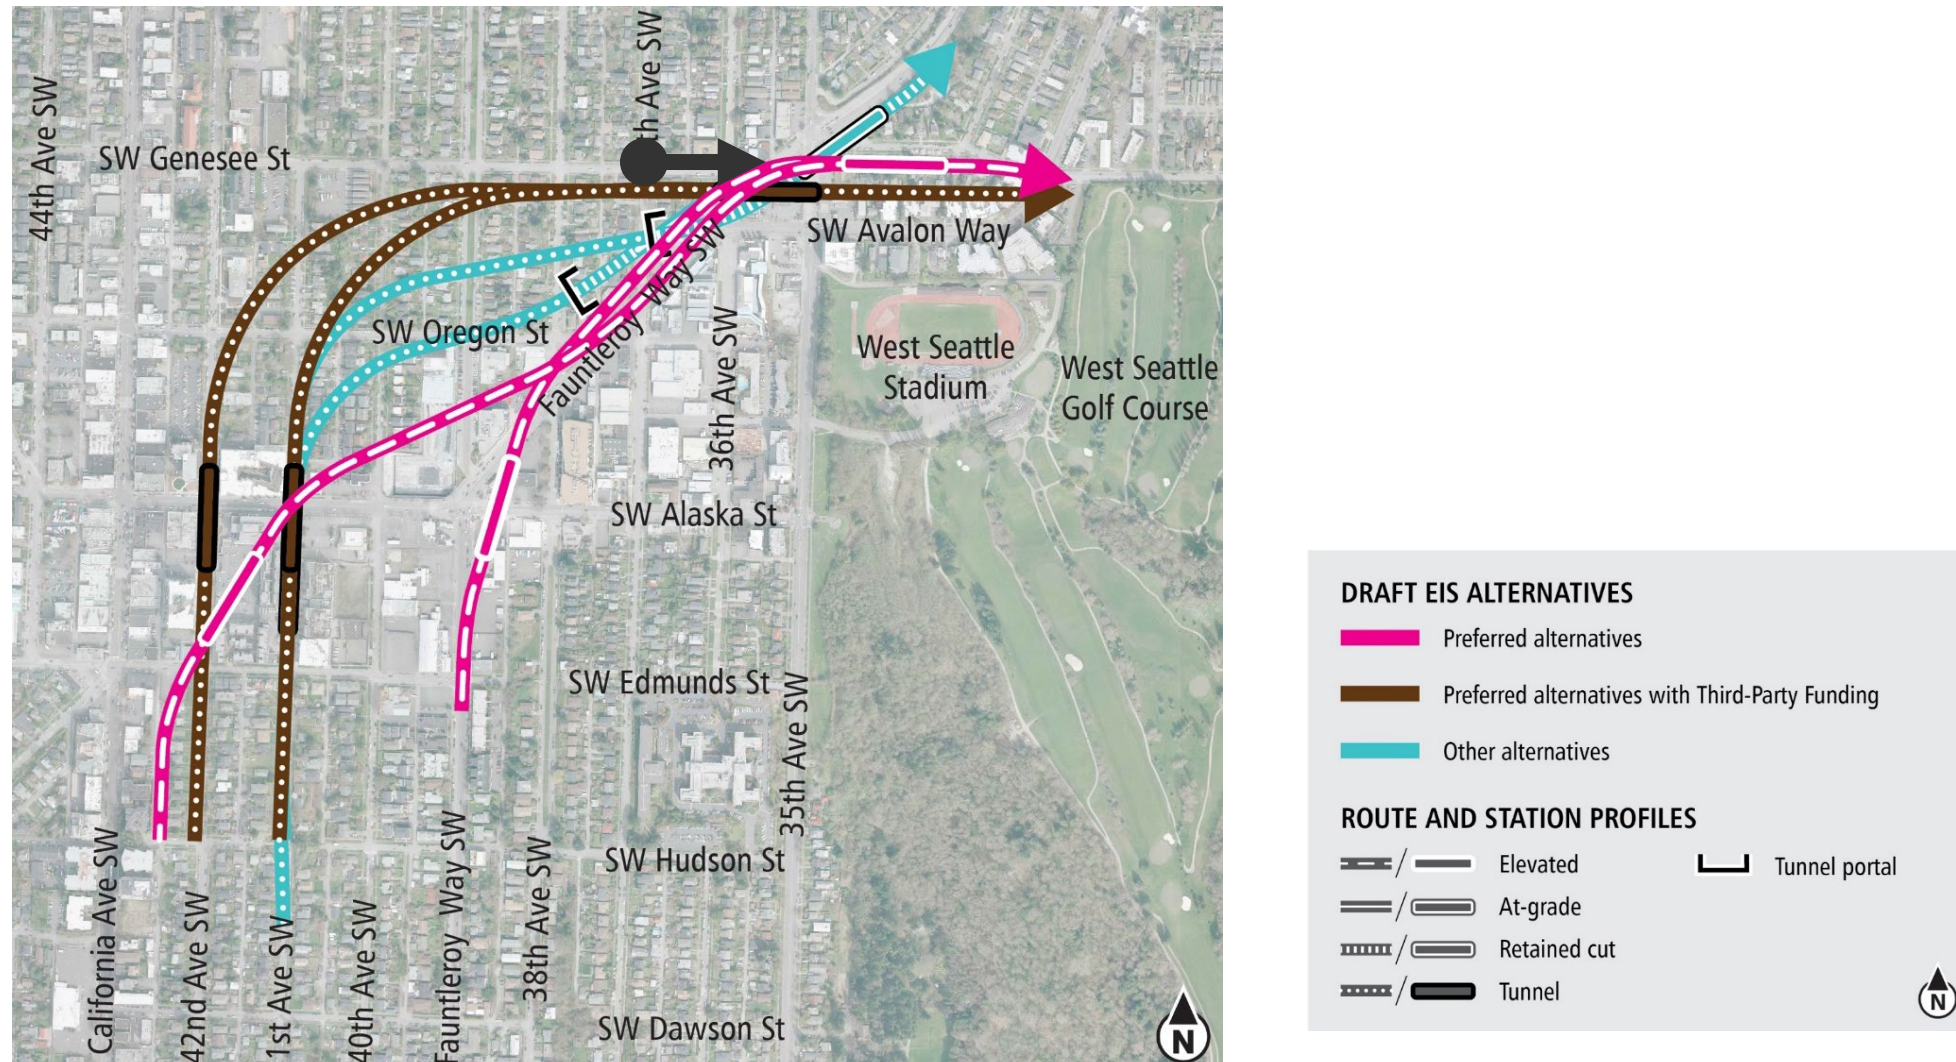 44th Ave SW
th Ave SW
SW Genesee St
SW Avalon Way
Fauntleroy Way SW
SW Oregon St
36th Ave SW
West Seattle
Stadium
West Seattle
Golf Course
SW Alaska St
SW Edmunds St
35th Ave SW
SW Hudson St
California Ave SW
42nd Ave SW
1st Ave SW
40th Ave SW
Fauntleroy Way SW
38th Ave SW
SW Dawson St
N
DRAFT EIS ALTERNATIVES
Preferred alternatives
Preferred alternatives with Third-Party Funding
Other alternatives
ROUTE AND STATION PROFILES
Elevated
Tunnel portal
At-grade
Retained cut
Tunnel
N